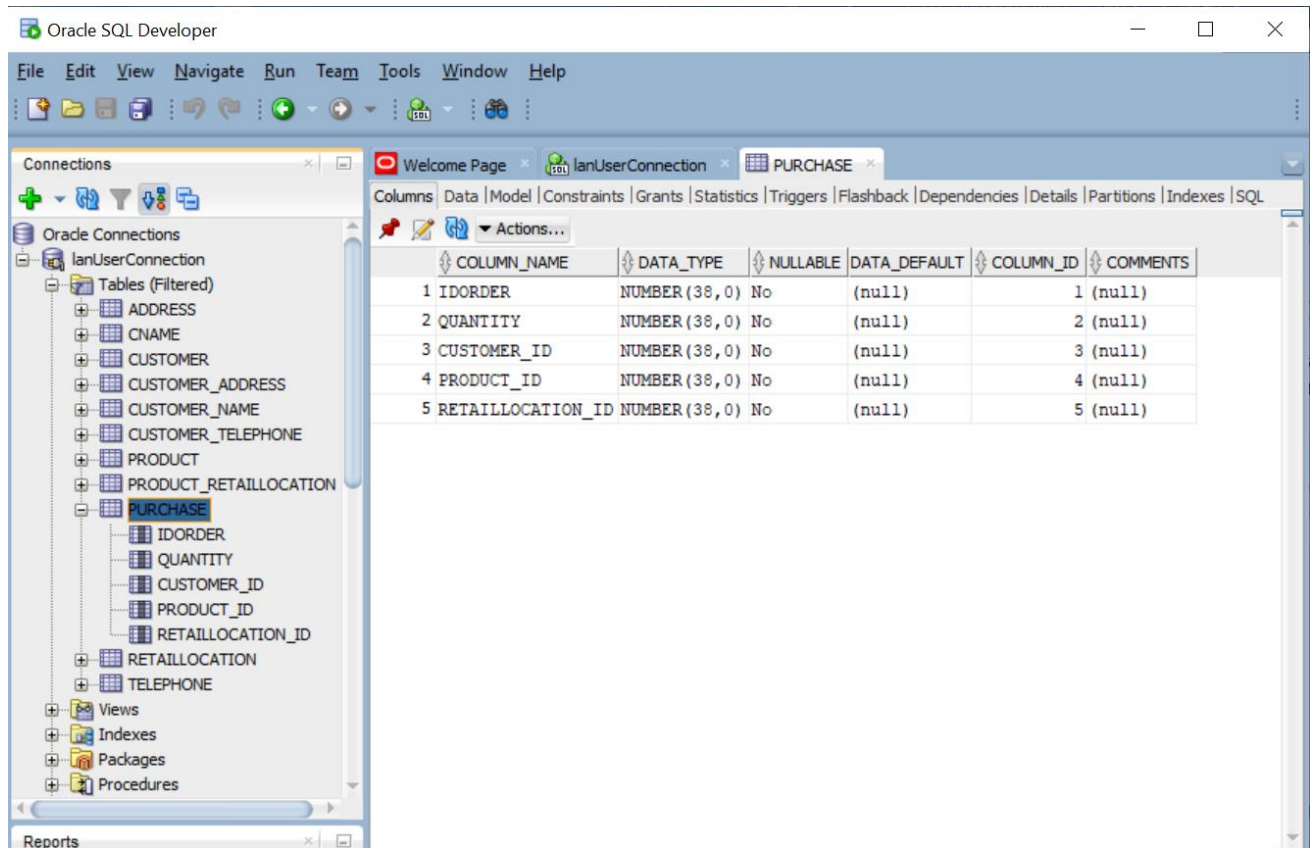 Oracle SQL Developer
File Edit View Navigate Run Team Tools Window Help
SQL
Connections
Welcome Page
SQL
IanUserConnection
PURCHASE
Columns Data |Model |Constraints |Grants |Statistics |Triggers |Flashback |Dependencies |Details |Partitions |Indexes |SQL
Actions...
Oracle Connections
IanUserConnection
Tables (Filtered)
ADDRESS
CNAME
CUSTOMER
CUSTOMER_ADDRESS
CUSTOMER_NAME
CUSTOMER_TELEPHONE
PRODUCT
PRODUCT_RETAILLOCATION
PURCHASE
IDORDER
QUANTITY
CUSTOMER_ID
PRODUCT_ID
RETAILLOCATION_ID
RETAILLOCATION
TELEPHONE
Views
Indexes
Packages
Procedures
Reports
COLUMN_NAME DATA_TYPE NULLABLE DATA_DEFAULT COLUMN_ID COMMENTS
1 IDORDER NUMBER(38,0) No (null) 1 (null)
2 QUANTITY NUMBER(38,0) No (null) 2 (null)
3 CUSTOMER_ID NUMBER(38,0) No (null) 3 (null)
4 PRODUCT_ID NUMBER(38,0) No (null) 4 (null)
5 RETAILLOCATION_ID NUMBER(38,0) No (null) 5 (null)